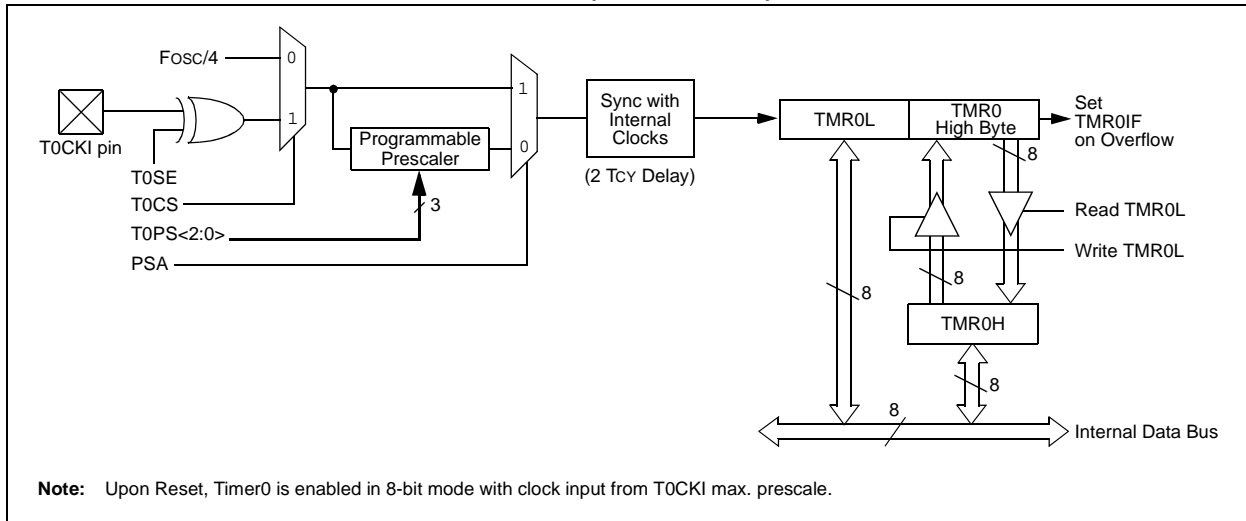 FOSC/4
0
1
T0CKI pin
T0SE
T0CS
T0PS<2:0>
PSA
Programmable
Prescaler
3
1
0
Sync with
Internal
Clocks
(2 TCY Delay)
TMR0L
TMR0
High Byte
Set
TMR0IF
on Overflow
8
Read TMR0L
Write TMR0L
8
8
TMR0H
8
8
Internal Data Bus
Note: Upon Reset, Timer0 is enabled in 8-bit mode with clock input from T0CKI max. prescale.